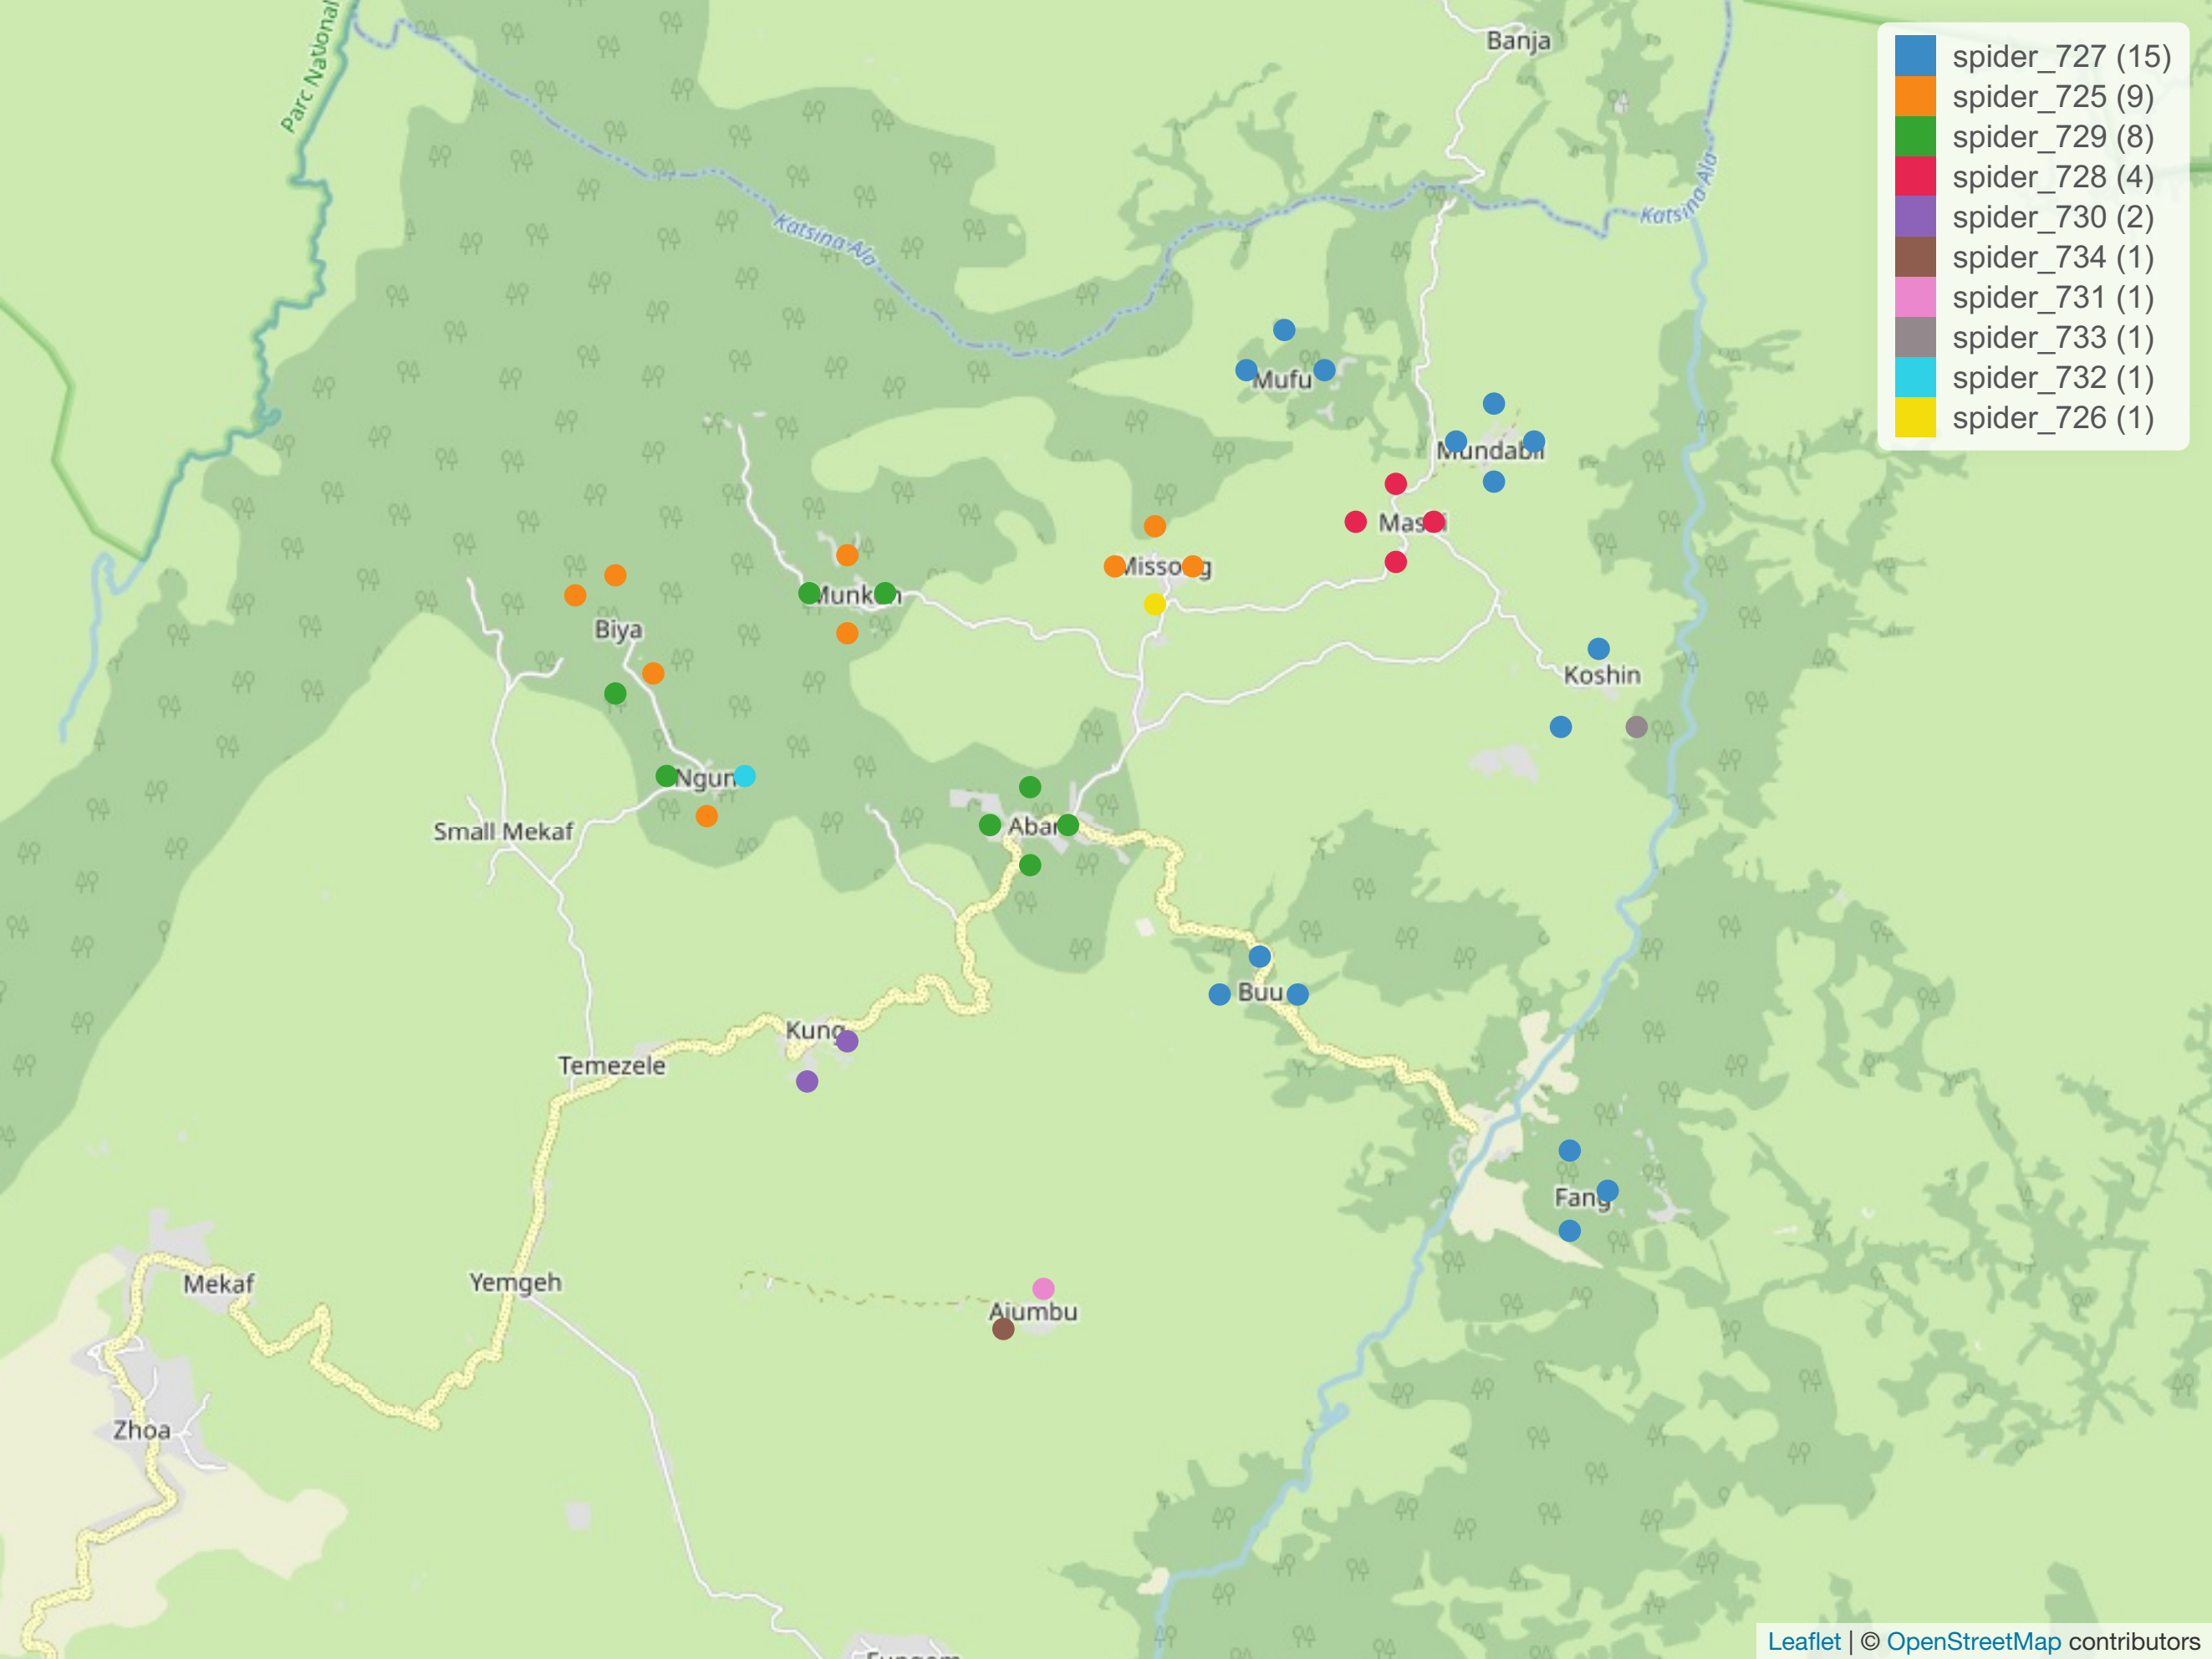 Parc National
Banja
spider_727 (15)
spider_725 (9)
spider_729 (8)
spider_728 (4)
spider_730 (2)
spider_734 (1)
spider_731 (1)
spider_733 (1)
spider_732 (1)
spider_726 (1)
Katsina Ala
Katsina Ala
Mufu
Mundabli
Missong
Munken
Biya
Koshin
Ngun
Small Mekaf
Abar
Buu
Kung
Temezele
Fang
Mekaf
Yemgeh
Ajumbu
Zhoa
Leaflet | © OpenStreetMap contributors